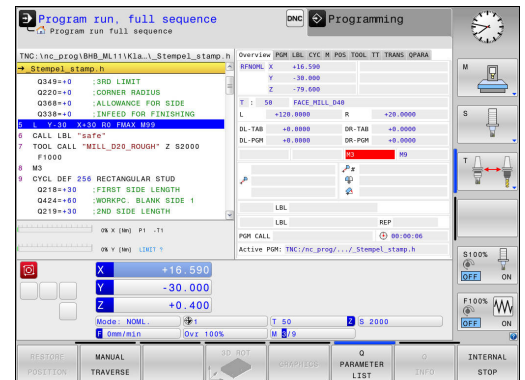 Program run, full sequence
Program run full sequence
DNC
Programming
TNC:\nc_prog\BHB_ML11\Kla…\_Stempel_stamp.h
→_Stempel_stamp.h
Q349=+0 ;3RD LIMIT
Q220=+0 ;CORNER RADIUS
Q368=+0 ;ALLOWANCE FOR SIDE
Q338=+0 ;INFEED FOR FINISHING
5 L Y-30 X+30 R0 FMAX M99
6 CALL LBL "safe"
7 TOOL CALL "MILL_D20_ROUGH" Z S2000
F1000
8 M3
9 CYCL DEF 256 RECTANGULAR STUD
Q218=+30 ;FIRST SIDE LENGTH
Q424=+60 ;WORKPC. BLANK SIDE 1
Q219=+30 ;2ND SIDE LENGTH
0% X [Nm] P1 -T1
0% Y [Nm] LIMIT Y
Overview PGM LBL CYC M POS TOOL TT TRANS QPARA
RFNOML X +16.590
Y -30.000
Z -79.600
T : 50 FACE_MILL_D40
L +120.0000 R +20.0000
DL-TAB +0.0000 DR-TAB +0.0000
DL-PGM +0.0000 DR-PGM +0.0000
M3 M9
LBL
LBL REP
PGM CALL 00:00:06
Active PGM: TNC:/nc_prog/.../_Stempel_stamp.h
X +16.590
Y -30.000
Z +0.400
Mode: NOML. 1 T 50 Z S 2000
F 0mm/min Ovr 100% M 3/9
M
S
T
S100%
OFF ON
F100%
OFF ON
RESTORE POSITION
MANUAL TRAVERSE
3D ROT
GRAPHICS
Q PARAMETER LIST
Q INFO
INTERNAL STOP